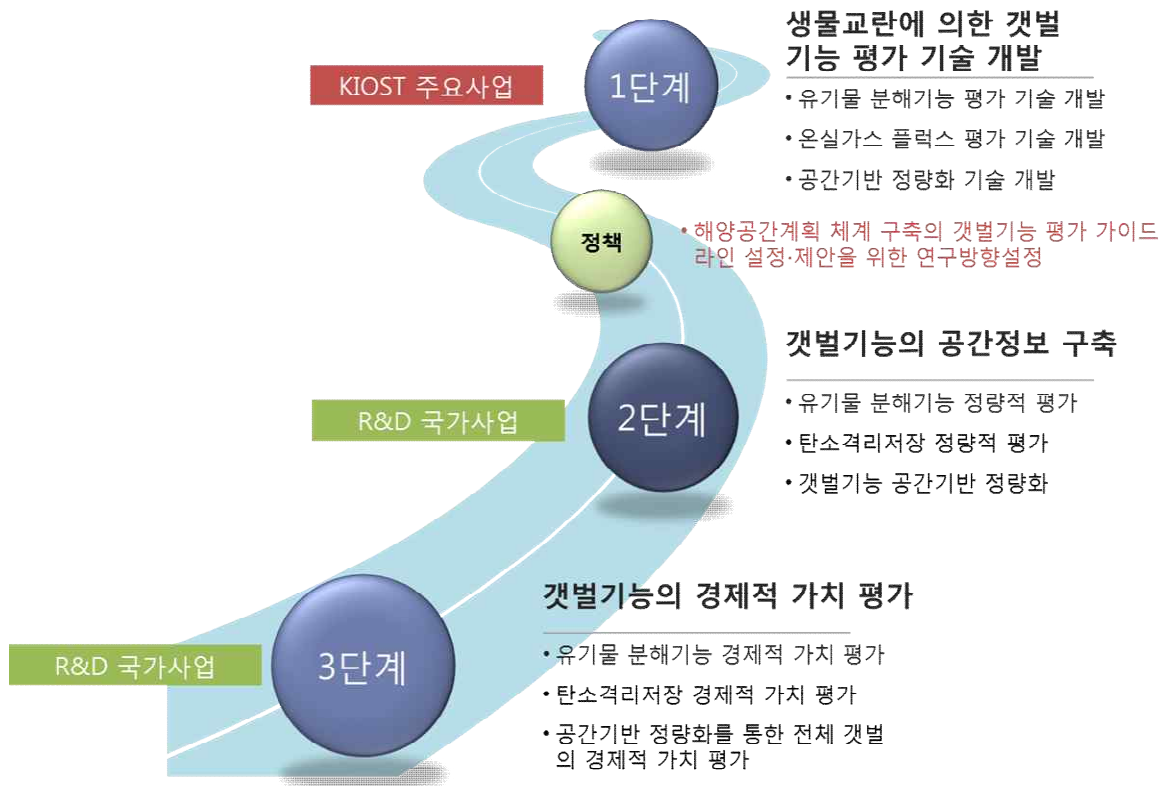 생물교란에 의한 갯벌
기능 평가 기술 개발
KIOST 주요사업
1단계
• 유기물 분해기능 평가 기술 개발
• 온실가스 플럭스 평가 기술 개발
• 공간기반 정량화 기술 개발
정책
• 해양공간계획 체계 구축의 갯벌기능 평가 가이드
라인 설정·제안을 위한 연구방향설정
갯벌기능의 공간정보 구축
R&D 국가사업
2단계
• 유기물 분해기능 정량적 평가
• 탄소격리저장 정량적 평가
• 갯벌기능 공간기반 정량화
갯벌기능의 경제적 가치 평가
R&D 국가사업
3단계
• 유기물 분해기능 경제적 가치 평가
• 탄소격리저장 경제적 가치 평가
• 공간기반 정량화를 통한 전체 갯벌
의 경제적 가치 평가